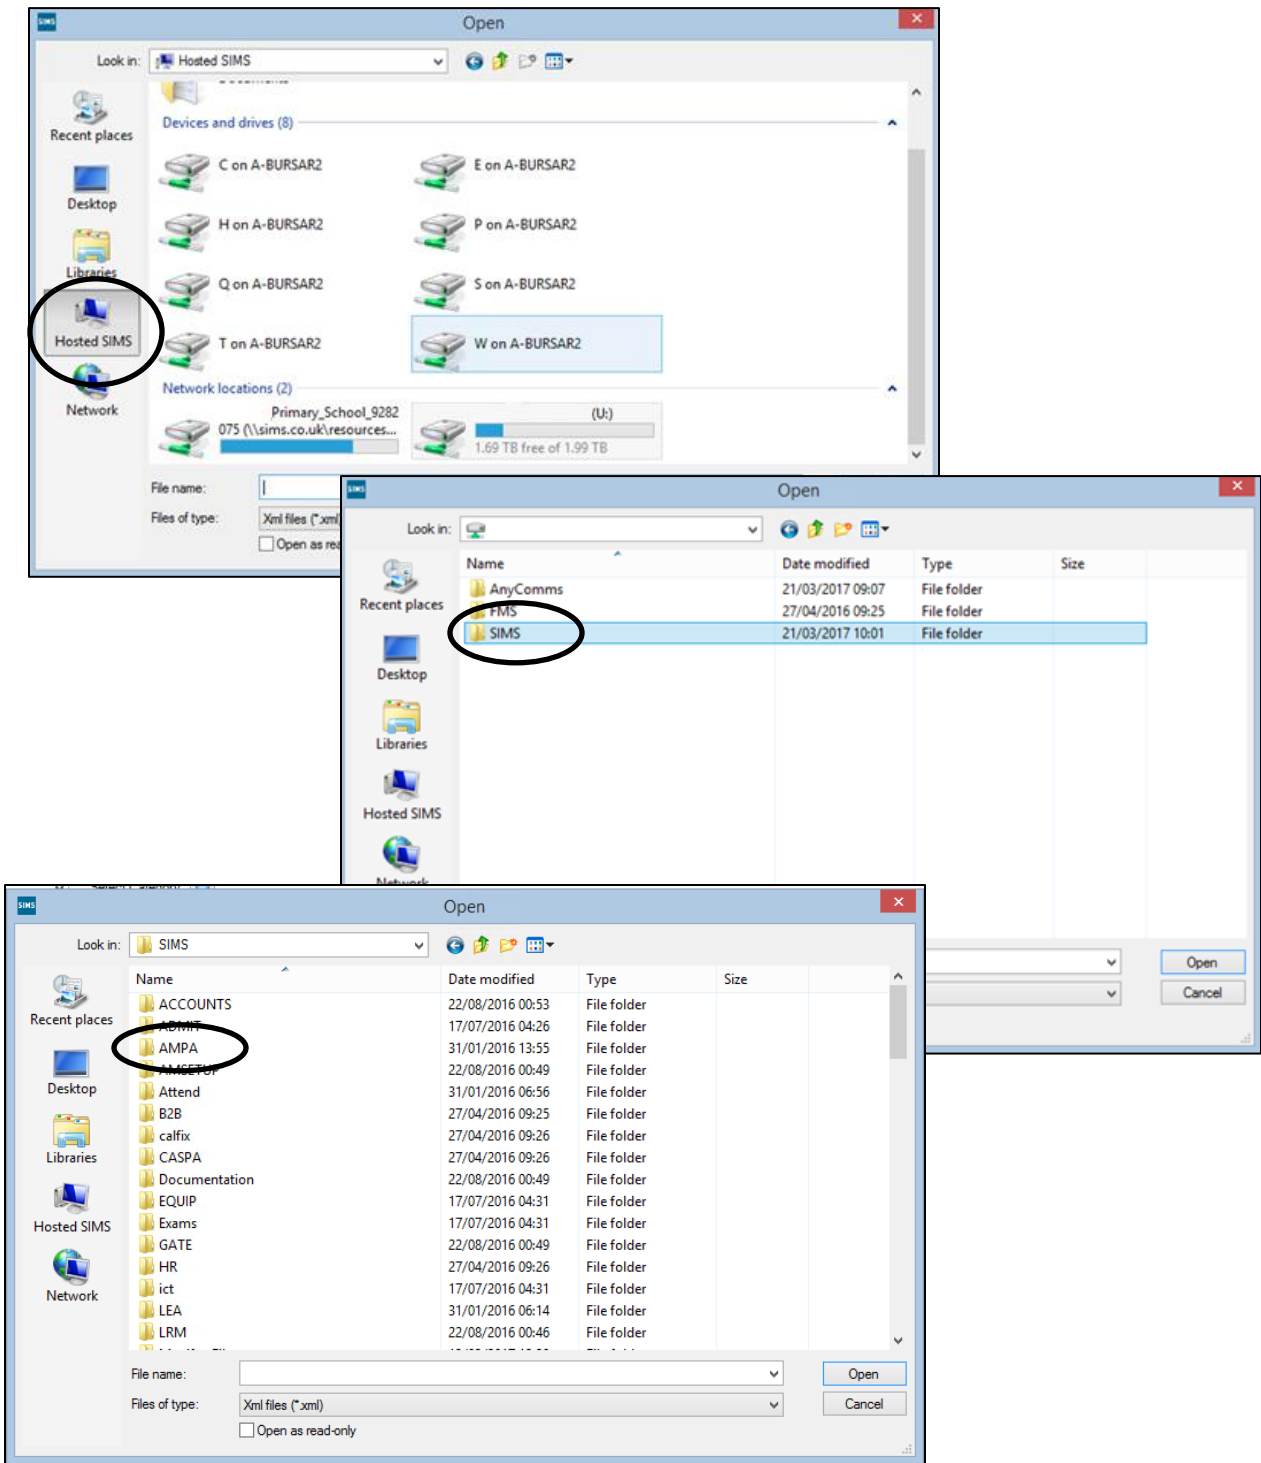 SIMS Open
Look in: Hosted SIMS
Documents
Recent places
Devices and drives (8)
C on A-BURSAR2 E on A-BURSAR2
Desktop
H on A-BURSAR2 P on A-BURSAR2
Libraries
Q on A-BURSAR2 S on A-BURSAR2
Hosted SIMS
T on A-BURSAR2 W on A-BURSAR2
Network locations (2)
Network
Primary_School_9282 (U:)
075 (\\sims.co.uk\resources...
1.69 TB free of 1.99 TB
File name:
Files of type: Xml files (*.xml
Open as rea
SIMS Open
Look in:
Name Date modified Type Size
Recent places
AnyComms 21/03/2017 09:07 File folder
FMS 27/04/2016 09:25 File folder
SIMS 21/03/2017 10:01 File folder
Desktop
Libraries
Hosted SIMS
Network
Open
Cancel
SIMS Open
Look in: SIMS
Name Date modified Type Size
Recent places
ACCOUNTS 22/08/2016 00:53 File folder
ADMIT 17/07/2016 04:26 File folder
AMPA 31/01/2016 13:55 File folder
AMSETUP 22/08/2016 00:49 File folder
Desktop
Attend 31/01/2016 06:56 File folder
B2B 27/04/2016 09:25 File folder
calfix 27/04/2016 09:26 File folder
Libraries
CASPA 27/04/2016 09:26 File folder
Documentation 22/08/2016 00:49 File folder
EQUIP 17/07/2016 04:31 File folder
Hosted SIMS
Exams 17/07/2016 04:31 File folder
GATE 22/08/2016 00:49 File folder
HR 27/04/2016 09:26 File folder
Network
ict 17/07/2016 04:31 File folder
LEA 31/01/2016 06:14 File folder
LRM 22/08/2016 00:46 File folder
File name: Open
Files of type: Xml files (*.xml) Cancel
Open as read-only